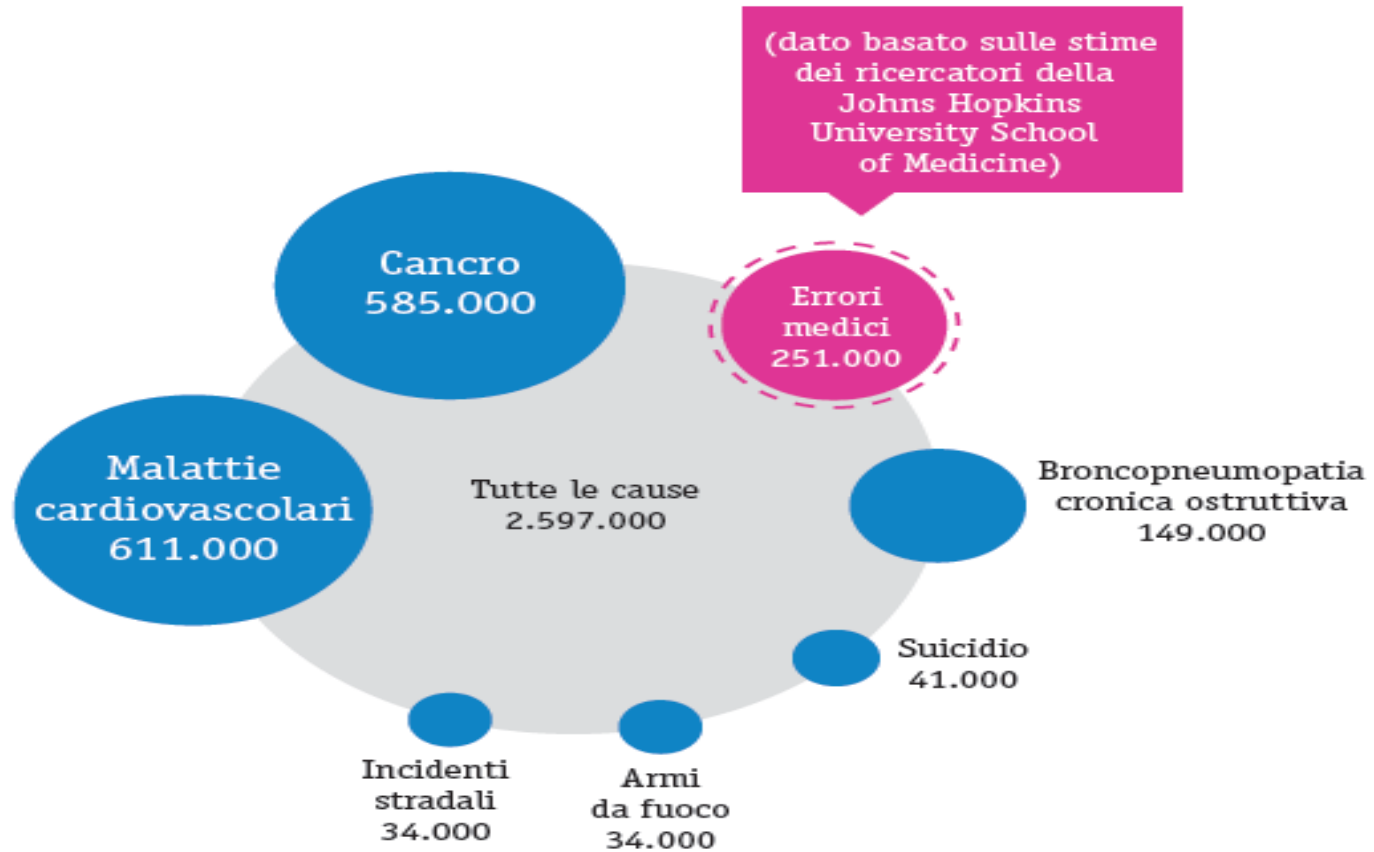 (dato basato sulle stime
dei ricercatori della
Johns Hopkins
University School
of Medicine)
Cancro
585.000
Errori
medici
251.000
Malattie
cardiovascolari
611.000
Tutte le cause
2.597.000
Broncopneumopatia
cronica ostruttiva
149.000
Suicidio
41.000
Incidenti
stradali
34.000
Armi
da fuoco
34.000